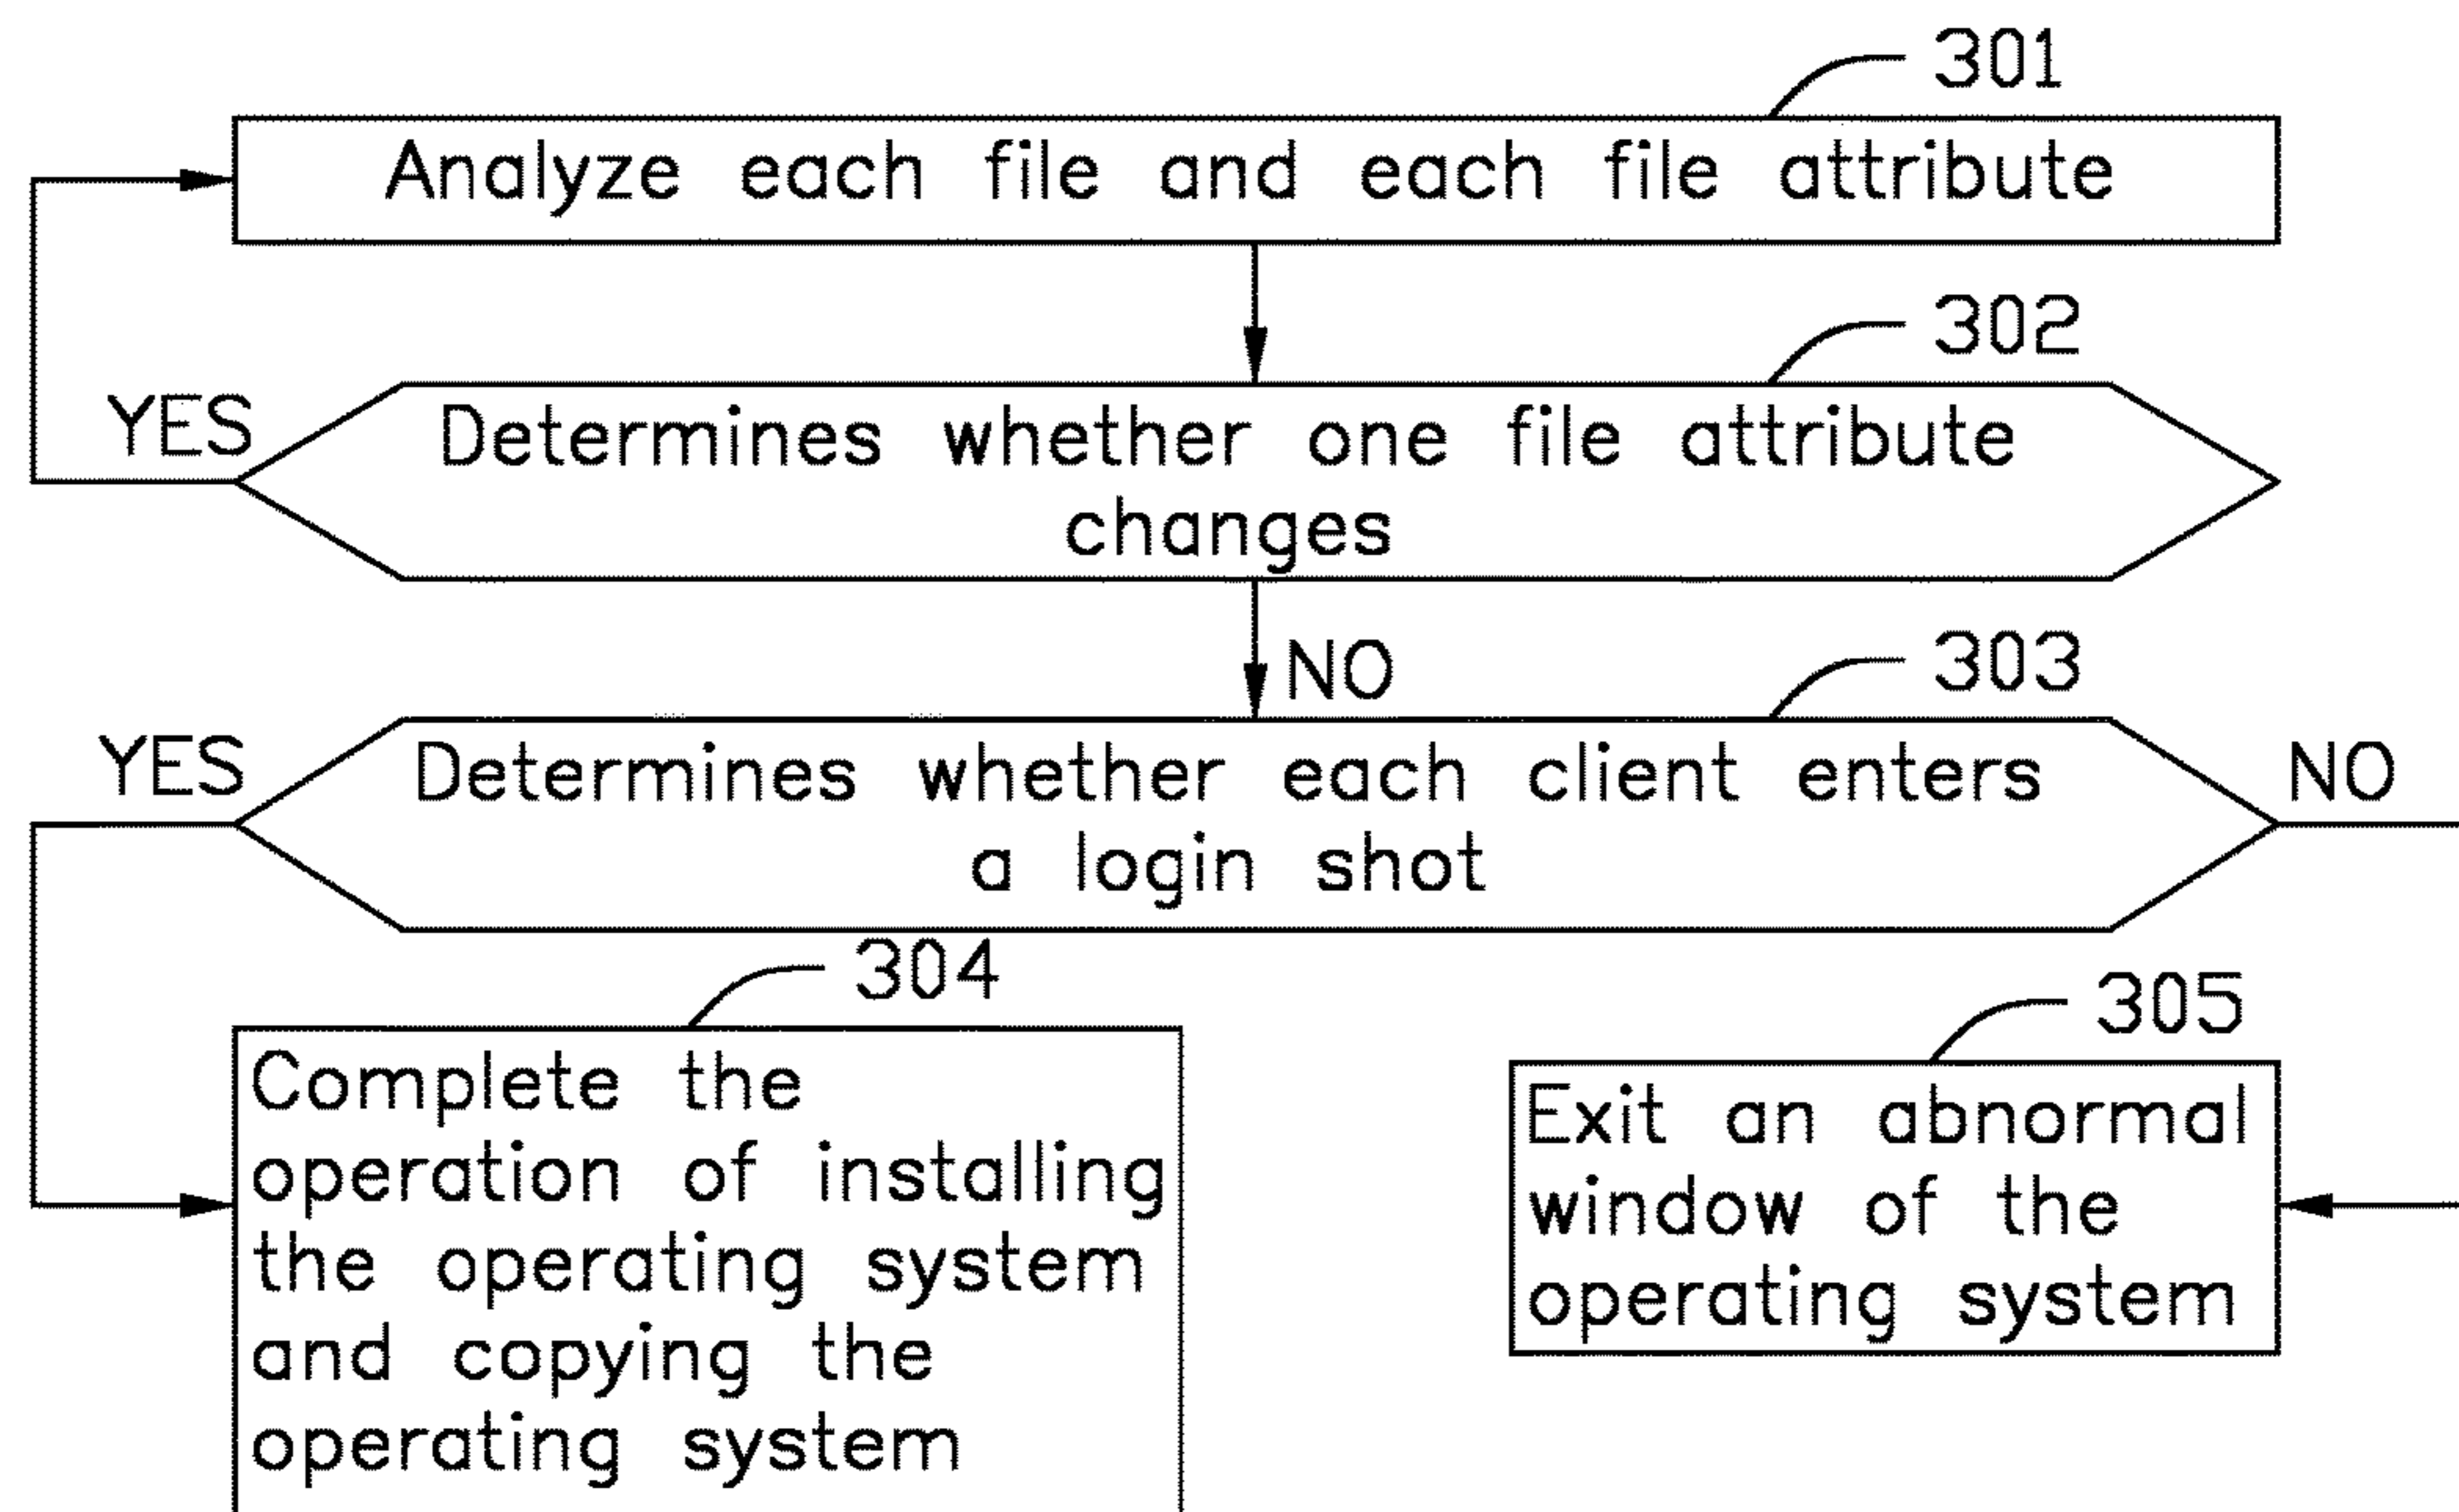 301
Analyze each file and each file attribute
302
YES
Determines whether one file attribute
changes
NO
303
YES
Determines whether each client enters
NO
a login shot
304
305
Complete the
operation of installing
the operating system
and copying the
operating system
Exit an abnormal
window of the
operating system